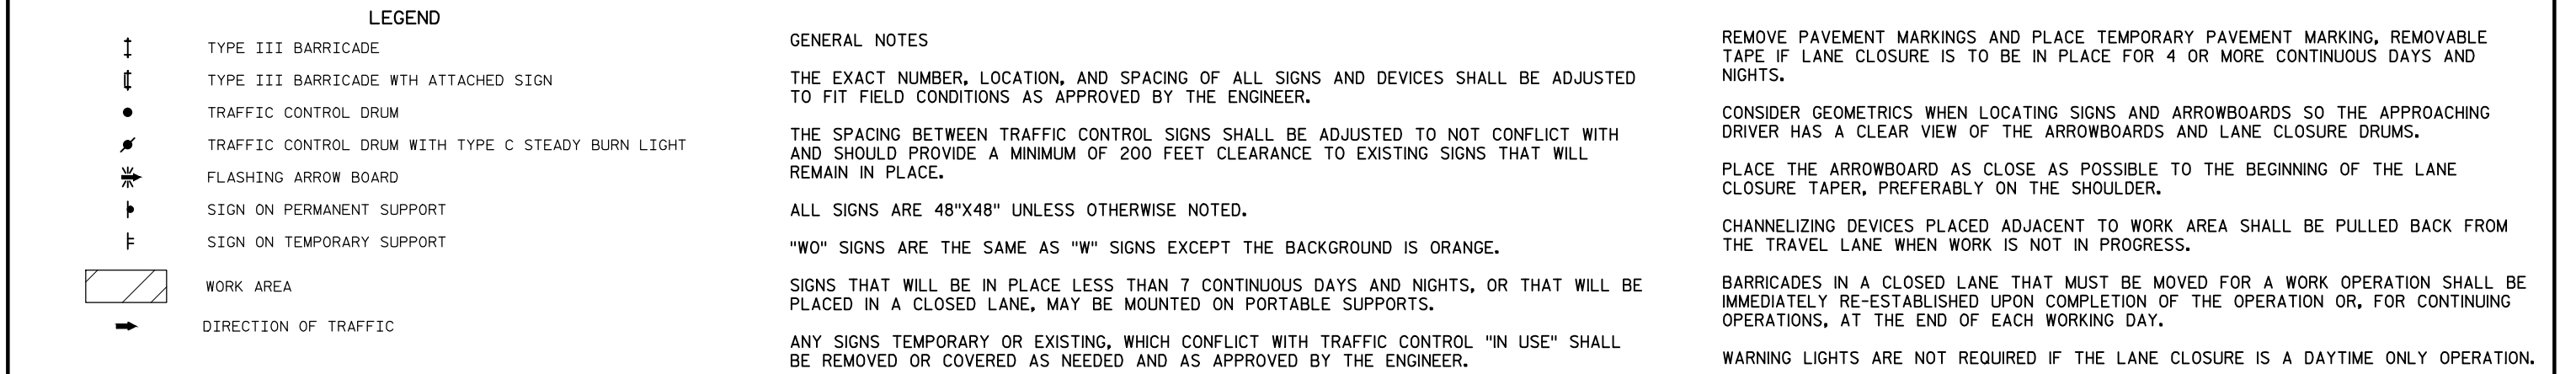 LEGEND
TYPE III BARRICADE
TYPE III BARRICADE WTH ATTACHED SIGN
TRAFFIC CONTROL DRUM
TRAFFIC CONTROL DRUM WITH TYPE C STEADY BURN LIGHT
FLASHING ARROW BOARD
SIGN ON PERMANENT SUPPORT
SIGN ON TEMPORARY SUPPORT
WORK AREA
DIRECTION OF TRAFFIC
GENERAL NOTES
THE EXACT NUMBER, LOCATION, AND SPACING OF ALL SIGNS AND DEVICES SHALL BE ADJUSTED
TO FIT FIELD CONDITIONS AS APPROVED BY THE ENGINEER.
THE SPACING BETWEEN TRAFFIC CONTROL SIGNS SHALL BE ADJUSTED TO NOT CONFLICT WITH
AND SHOULD PROVIDE A MINIMUM OF 200 FEET CLEARANCE TO EXISTING SIGNS THAT WILL
REMAIN IN PLACE.
ALL SIGNS ARE 48"X48" UNLESS OTHERWISE NOTED.
"WO" SIGNS ARE THE SAME AS "W" SIGNS EXCEPT THE BACKGROUND IS ORANGE.
SIGNS THAT WILL BE IN PLACE LESS THAN 7 CONTINUOUS DAYS AND NIGHTS, OR THAT WILL BE
PLACED IN A CLOSED LANE, MAY BE MOUNTED ON PORTABLE SUPPORTS.
ANY SIGNS TEMPORARY OR EXISTING, WHICH CONFLICT WITH TRAFFIC CONTROL "IN USE" SHALL
BE REMOVED OR COVERED AS NEEDED AND AS APPROVED BY THE ENGINEER.
REMOVE PAVEMENT MARKINGS AND PLACE TEMPORARY PAVEMENT MARKING, REMOVABLE
TAPE IF LANE CLOSURE IS TO BE IN PLACE FOR 4 OR MORE CONTINUOUS DAYS AND
NIGHTS.
CONSIDER GEOMETRICS WHEN LOCATING SIGNS AND ARROWBOARDS SO THE APPROACHING
DRIVER HAS A CLEAR VIEW OF THE ARROWBOARDS AND LANE CLOSURE DRUMS.
PLACE THE ARROWBOARD AS CLOSE AS POSSIBLE TO THE BEGINNING OF THE LANE
CLOSURE TAPER, PREFERABLY ON THE SHOULDER.
CHANNELIZING DEVICES PLACED ADJACENT TO WORK AREA SHALL BE PULLED BACK FROM
THE TRAVEL LANE WHEN WORK IS NOT IN PROGRESS.
BARRICADES IN A CLOSED LANE THAT MUST BE MOVED FOR A WORK OPERATION SHALL BE
IMMEDIATELY RE-ESTABLISHED UPON COMPLETION OF THE OPERATION OR, FOR CONTINUING
OPERATIONS, AT THE END OF EACH WORKING DAY.
WARNING LIGHTS ARE NOT REQUIRED IF THE LANE CLOSURE IS A DAYTIME ONLY OPERATION.